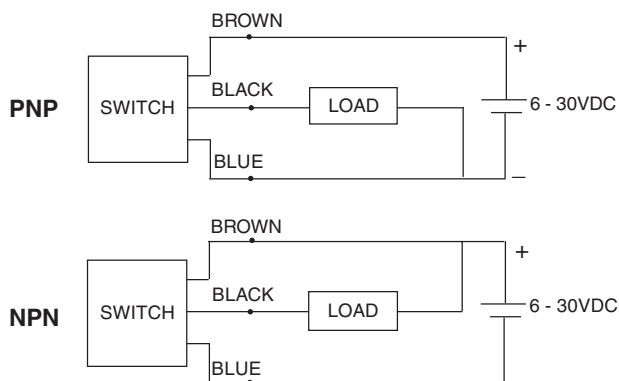 BROWN
+
BLACK
PNP SWITCH LOAD 6 - 30VDC
BLUE
–
BROWN
+
BLACK
NPN SWITCH LOAD 6 - 30VDC
BLUE